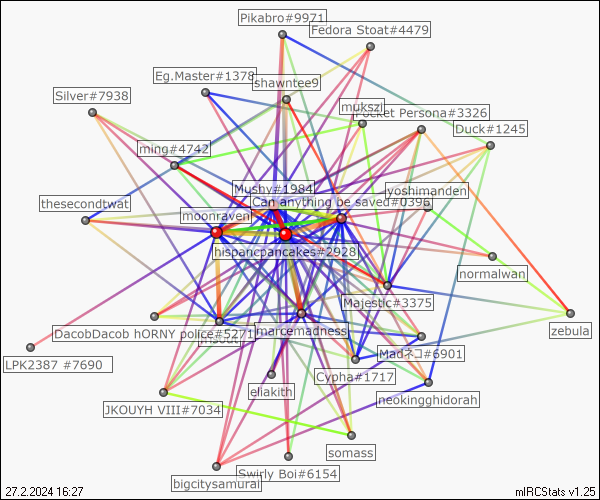 Pikabro#9971
Fedora Stoat#4479
Eg.Master#1378
shawntee9
Silver#7938
mukszi
Pocket Persona#3326
Duck#1245
ming#4742
Mushy#1984
yoshimanden
Can anything be saved#0396
thesecondtwat
moonraven
hispanicpancakes#2928
normalwan
Majestic#3375
DacobDacob hORNY police#5271
marcemadness
zebula
Madネコ#6901
LPK2387 #7690
Cypha#1717
eliakith
neokingghidorah
JKOUYH VIII#7034
somass
Swirly Boi#6154
bigcitysamurai
27.2.2024 16:27
mIRCStats v1.25